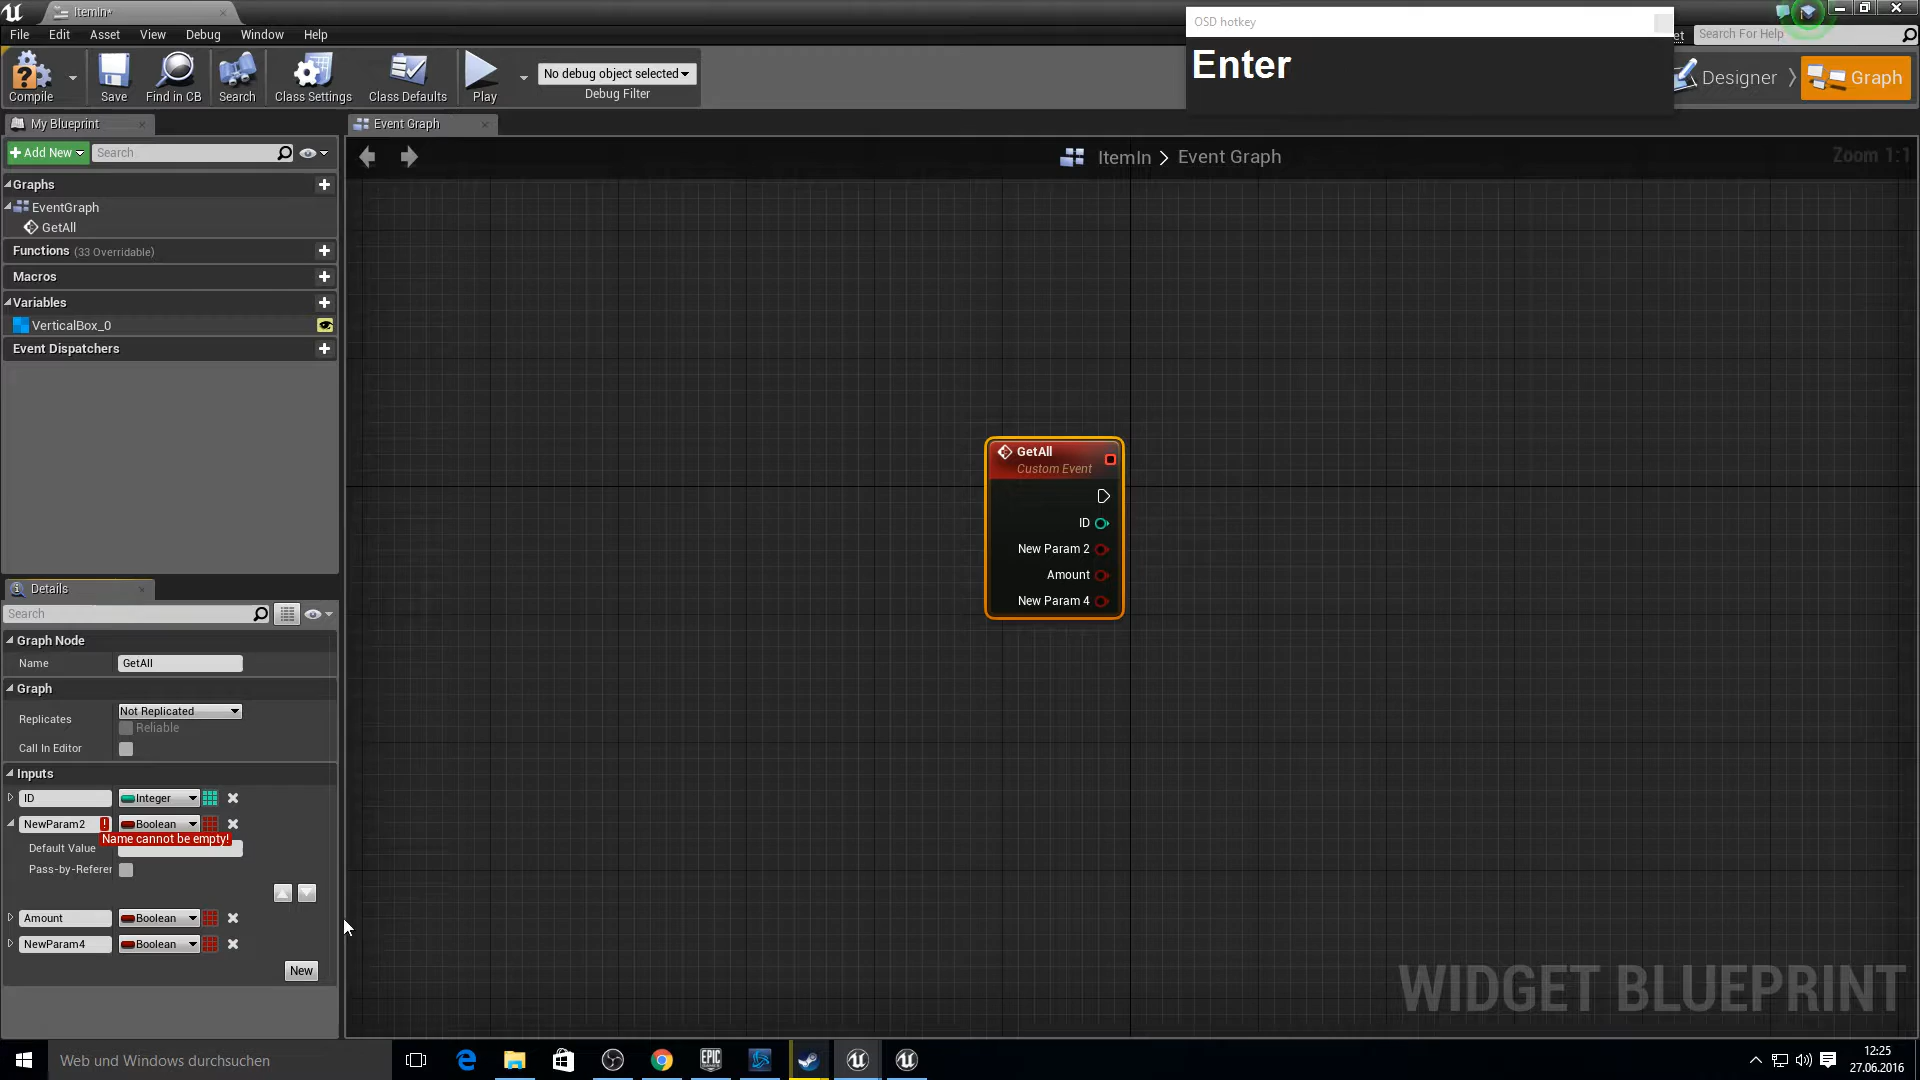 ItemIn*
OSD hotkey
Enter
File Edit Asset View Debug Window Help
et
Search For Help
Compile
Save
Find in CB
Search
Class Settings
Class Defaults
Play
No debug object selected
Debug Filter
Designer
Graph
My Blueprint
Event Graph
Add New
Search
ItemIn > Event Graph
Zoom 1:1
Graphs
EventGraph
GetAll
Functions (33 Overridable)
Macros
Variables
VerticalBox_0
Event Dispatchers
GetAll
Custom Event
ID
New Param 2
Amount
New Param 4
Details
Search
Graph Node
Name GetAll
Graph
Replicates Not Replicated
Reliable
Call In Editor
Inputs
ID Integer
NewParam2 ! Boolean
Name cannot be empty!
Default Value
Pass-by-Referer
Amount Boolean
NewParam4 Boolean
New
WIDGET BLUEPRINT
Web und Windows durchsuchen
EPIC
12:25
27.06.2016